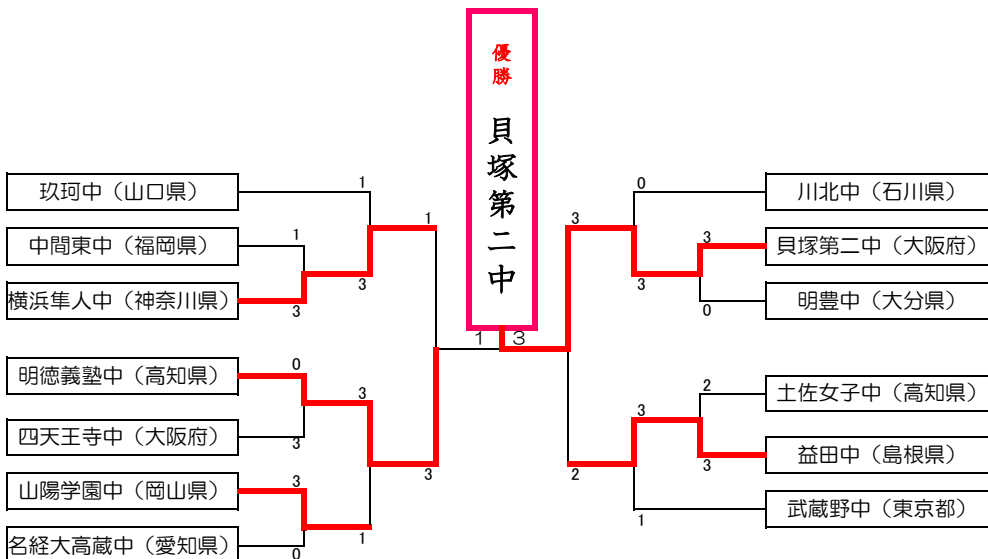 優勝
貝塚第二中
玖珂中（山口県）
中間東中（福岡県）
横浜隼人中（神奈川県）
明徳義塾中（高知県）
四天王寺中（大阪府）
山陽学園中（岡山県）
名経大高蔵中（愛知県）
1
1
3
3
1
0
3
3
3
3
0
1
1 3
3
2
0
3
3
0
2
3
3
1
川北中（石川県）
貝塚第二中（大阪府）
明豊中（大分県）
土佐女子中（高知県）
益田中（島根県）
武蔵野中（東京都）